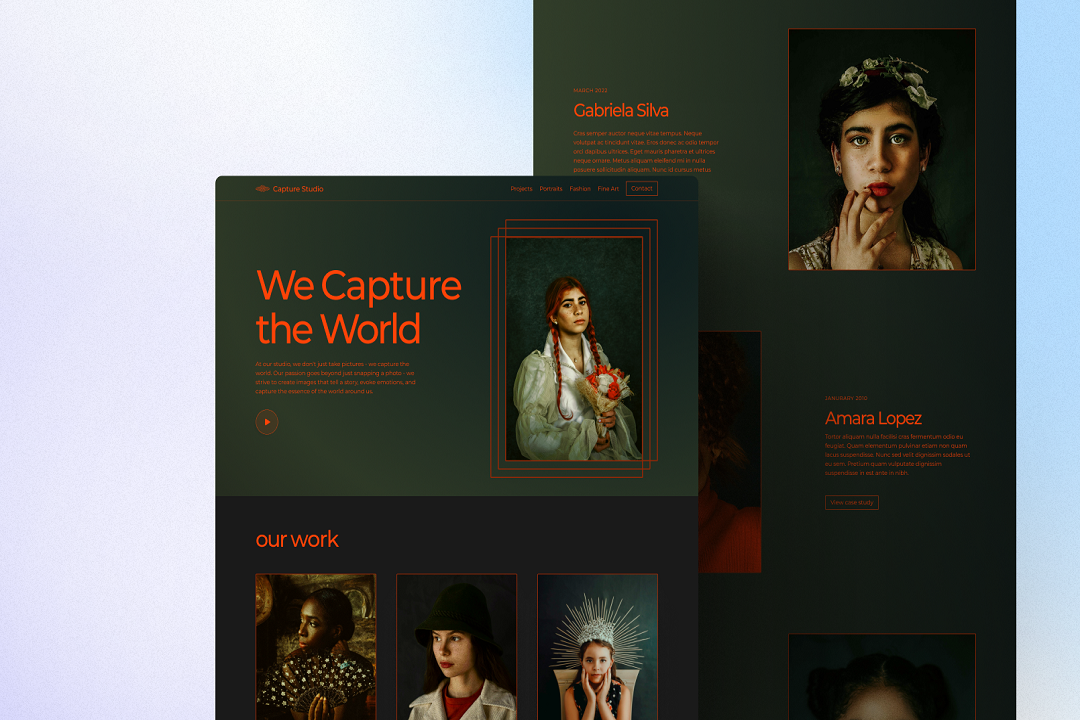 MARCH 2023
Gabriela Silva
Cras semper auctor neque vitae tempus. Neque
volutpat ac tincidunt vitae. Eros donec ac odio tempor
orci dapibus ultrices. Eget mauris pharetra et ultrices
neque ornare. Metus aliquam eleifend mi in nulla
posuere sollicitudin aliquam. Nunc id cursus metus.
Capture Studio
Projects Portraits Fashion Fina Art Contact
We Capture
the World
At our studio, we don't just take pictures - we capture the
world. Our passion goes beyond just snapping a photo - we
strive to create images that tell a story, evoke emotions, and
capture the essence of the world around us.
our work
JANUARAY 2010
Amara Lopez
Tortor aliquam nulla facilisi cras fermentum odio eu
feugiat. Quam elementum pulvinar etiam non quam
lacus suspendisse. Nunc sed velit dignissim sodales ut
eu sem. Pretium quam vulputate dignissim
suspendisse in est ante in nibh.
View case study